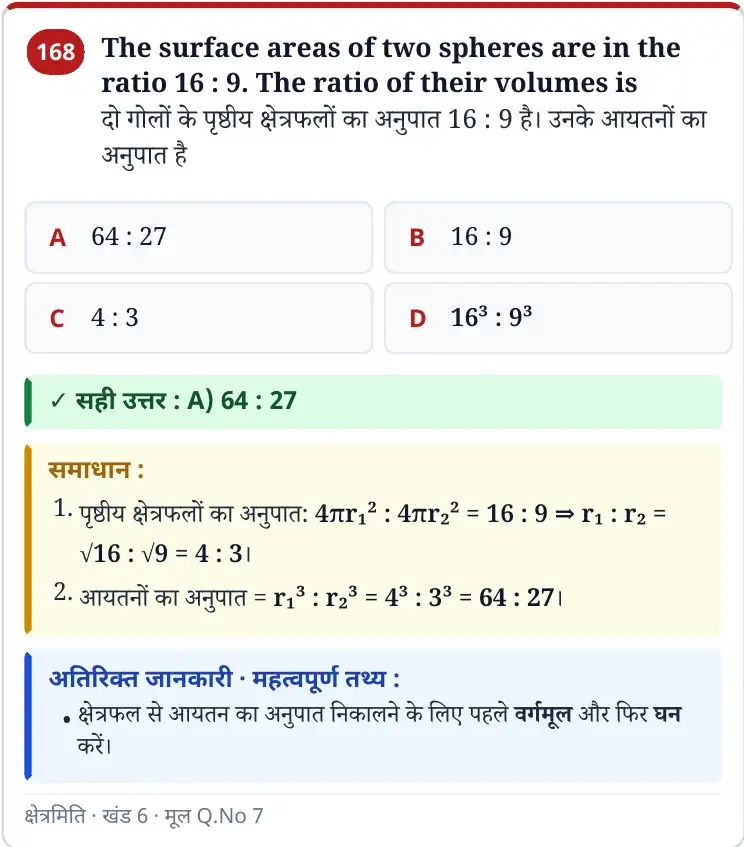 168
The surface areas of two spheres are in the
ratio 16 : 9. The ratio of their volumes is
दो गोलों के पृष्ठीय क्षेत्रफलों का अनुपात 16 : 9 है। उनके आयतनों का
अनुपात है
A 64 : 27
B 16 : 9
C 4 : 3
D 16³ : 9³
✓ सही उत्तर : A) 64 : 27
समाधान :
1. पृष्ठीय क्षेत्रफलों का अनुपात: 4πr₁² : 4πr₂² = 16 : 9 ⇒ r₁ : r₂ =
√16 : √9 = 4 : 3।
2. आयतनों का अनुपात = r₁³ : r₂³ = 4³ : 3³ = 64 : 27।
अतिरिक्त जानकारी · महत्वपूर्ण तथ्य :
• क्षेत्रफल से आयतन का अनुपात निकालने के लिए पहले वर्गमूल और फिर घन
करें।
क्षेत्रमिति · खंड 6 · मूल Q.No 7